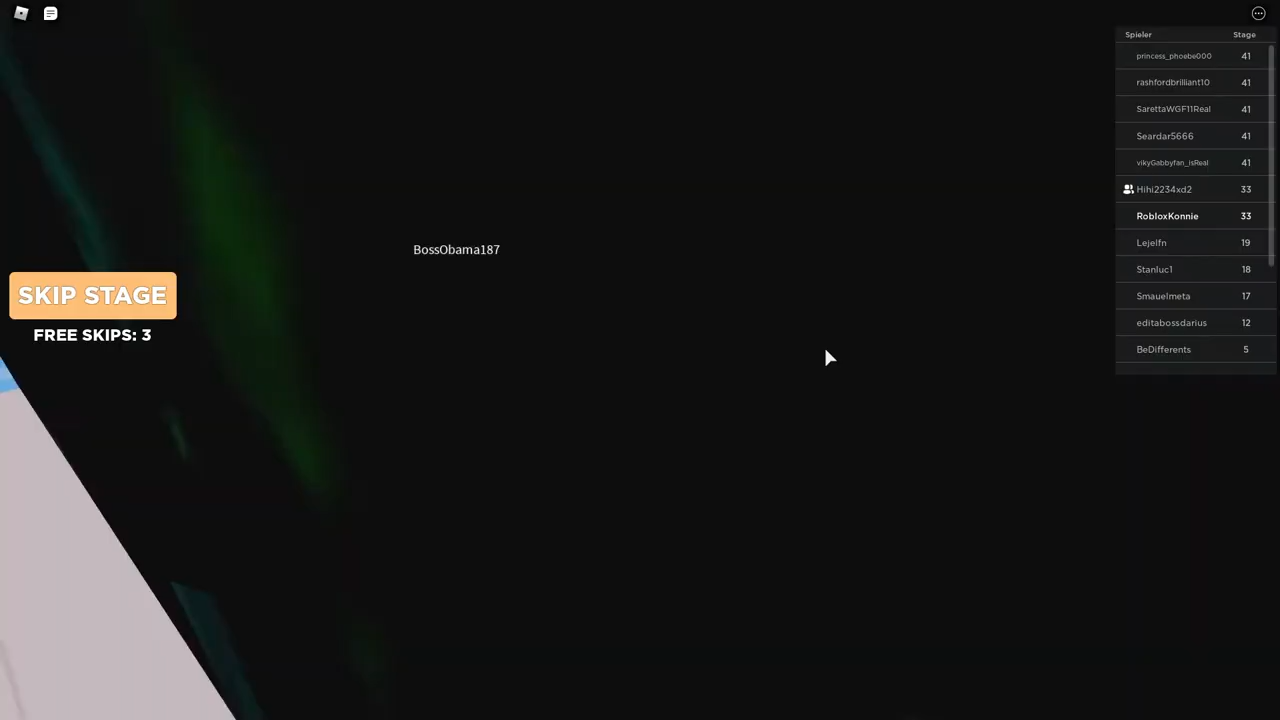 Spieler Stage
princess_phoebe000 41
rashfordbrilliant10 41
SarettaWGF11Real 41
Seardar5666 41
vikyGabbyfan_isReal 41
Hihi2234xd2 33
RobloxKonnie 33
Lejelfn 19
Stanluc1 18
Smauelmeta 17
editabossdarius 12
BeDifferents 5
BossObama187
SKIP STAGE
FREE SKIPS: 3